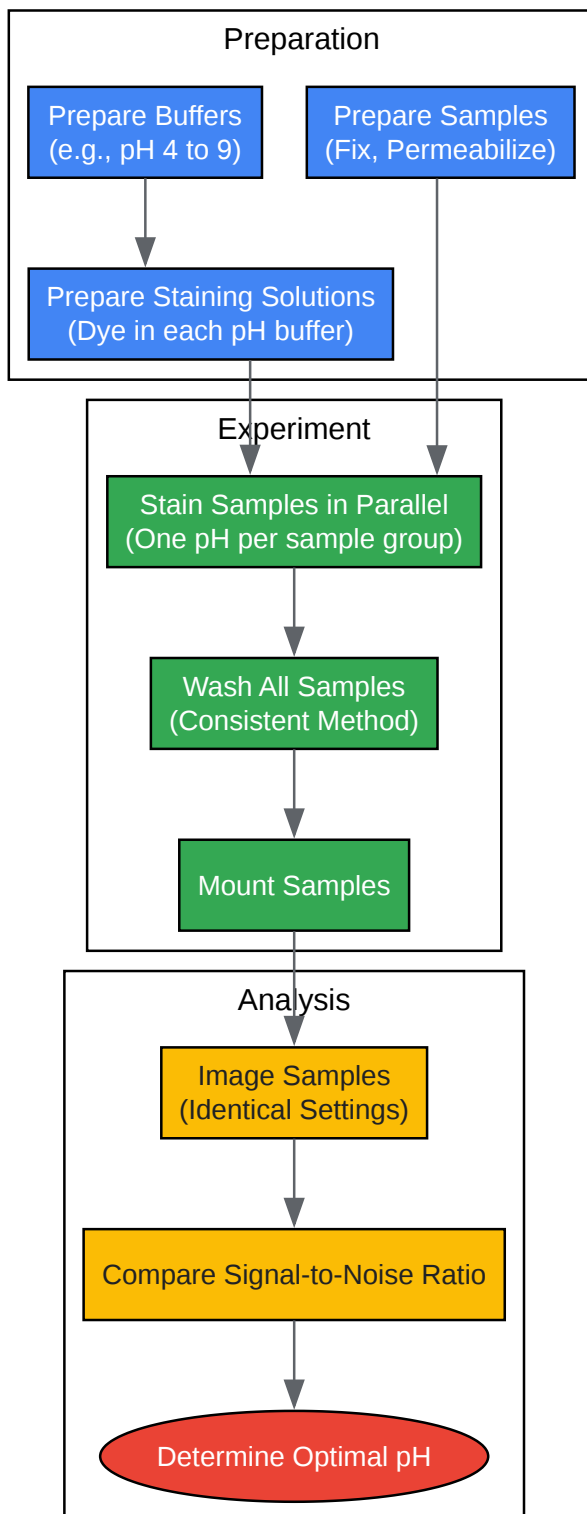 Preparation
Prepare Buffers
(e.g., pH 4 to 9)
Prepare Samples
(Fix, Permeabilize)
Prepare Staining Solutions
(Dye in each pH buffer)
Experiment
Stain Samples in Parallel
(One pH per sample group)
Wash All Samples
(Consistent Method)
Mount Samples
Analysis
Image Samples
(Identical Settings)
Compare Signal-to-Noise Ratio
Determine Optimal pH